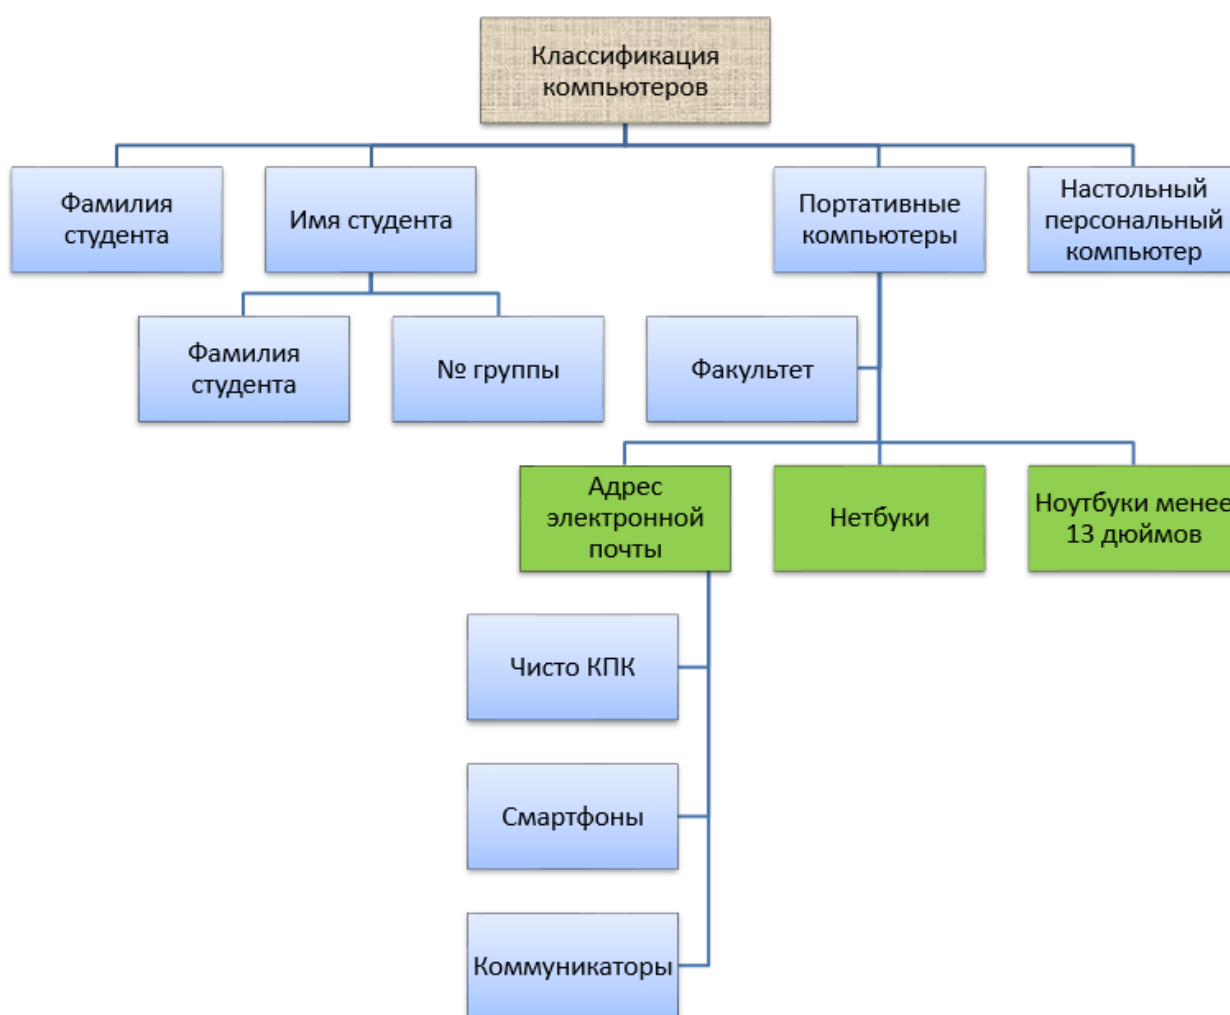 Классификация
компьютеров
Фамилия
студента
Имя студента
Портативные
компьютеры
Настольный
персональный
компьютер
Фамилия
студента
№ группы
Факультет
Адрес
электронной
почты
Нетбуки
Ноутбуки менее
13 дюймов
Чисто КПК
Смартфоны
Коммуникаторы